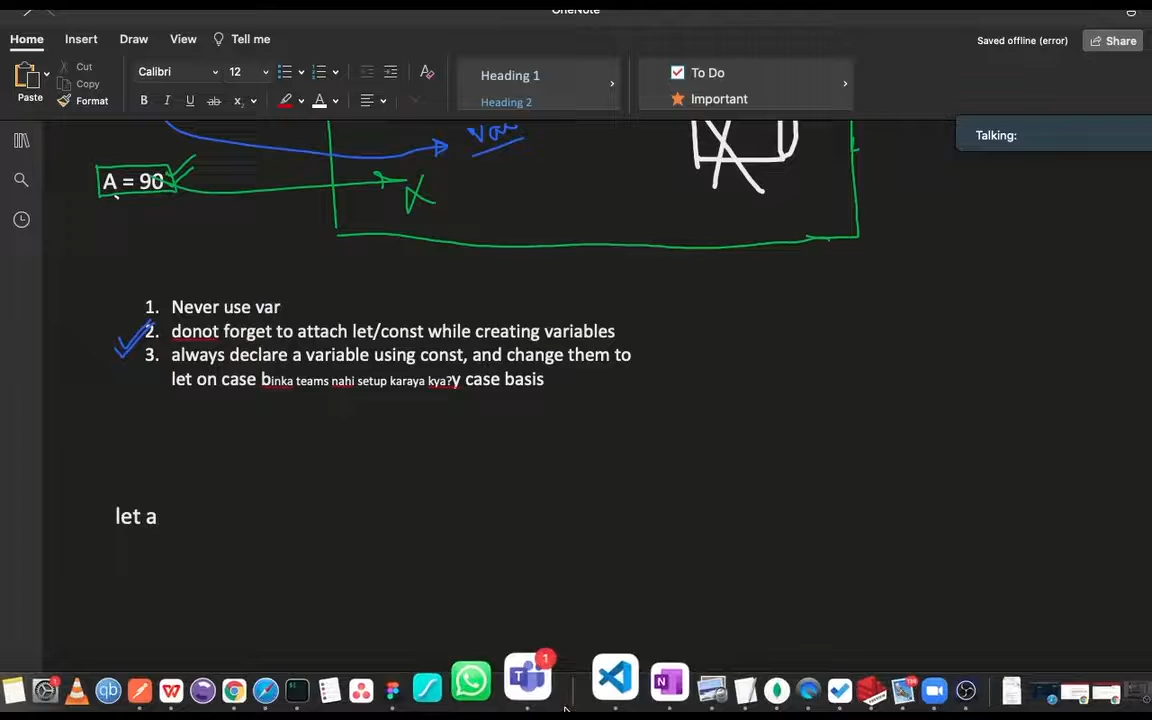 OneNote
Home Insert Draw View Tell me
Saved offline (error) Share
Paste Cut Copy Format
Calibri 12
B I U ab x
A
Heading 1
Heading 2
To Do
Important
Talking:
Var
A = 90
1. Never use var
2. donot forget to attach let/const while creating variables
3. always declare a variable using const, and change them to
let on case binka teams nahi setup karaya kya?y case basis
let a